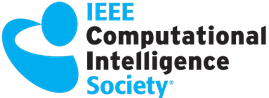 IEEE
Computational
Intelligence
Society®